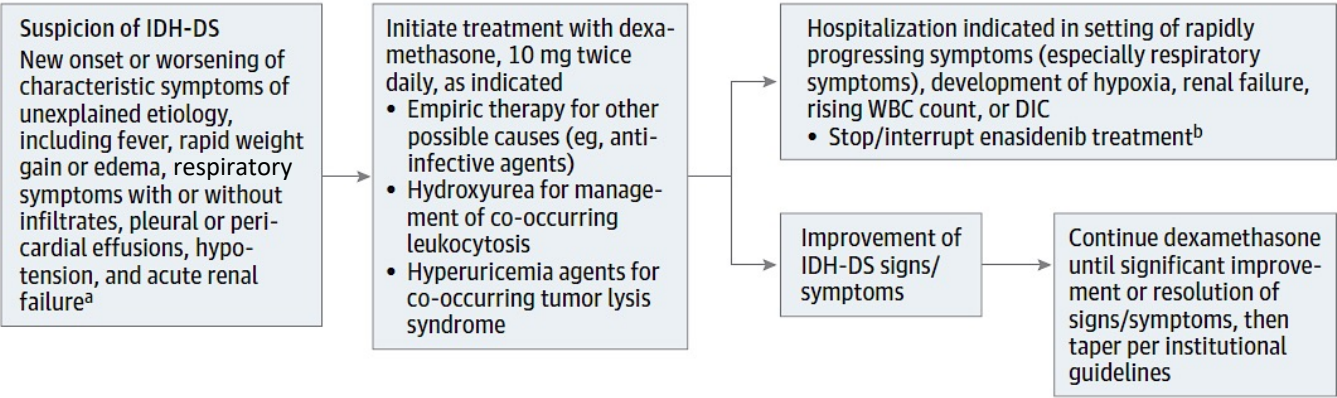 Suspicion of IDH-DS
New onset or worsening of
characteristic symptoms of
unexplained etiology,
including fever, rapid weight
gain or edema, respiratory
symptoms with or without
infiltrates, pleural or peri-
cardial effusions, hypo-
tension, and acute renal
failureᵃ
Initiate treatment with dexa-
methasone, 10 mg twice
daily, as indicated
• Empiric therapy for other
possible causes (eg, anti-
infective agents)
• Hydroxyurea for manage-
ment of co-occurring
leukocytosis
• Hyperuricemia agents for
co-occurring tumor lysis
syndrome
Hospitalization indicated in setting of rapidly
progressing symptoms (especially respiratory
symptoms), development of hypoxia, renal failure,
rising WBC count, or DIC
• Stop/interrupt enasidenib treatmentᵇ
Improvement of
IDH-DS signs/
symptoms
Continue dexamethasone
until significant improve-
ment or resolution of
signs/symptoms, then
taper per institutional
guidelines